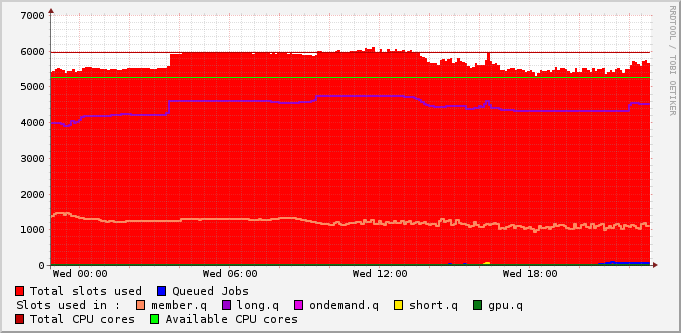 7000
6000
5000
4000
3000
2000
1000
0
Wed 00:00 Wed 06:00 Wed 12:00 Wed 18:00
Total slots used Queued Jobs
Slots used in : member.q long.q ondemand.q short.q gpu.q
Total CPU cores Available CPU cores
RRDTOOL / TOBI OETIKER